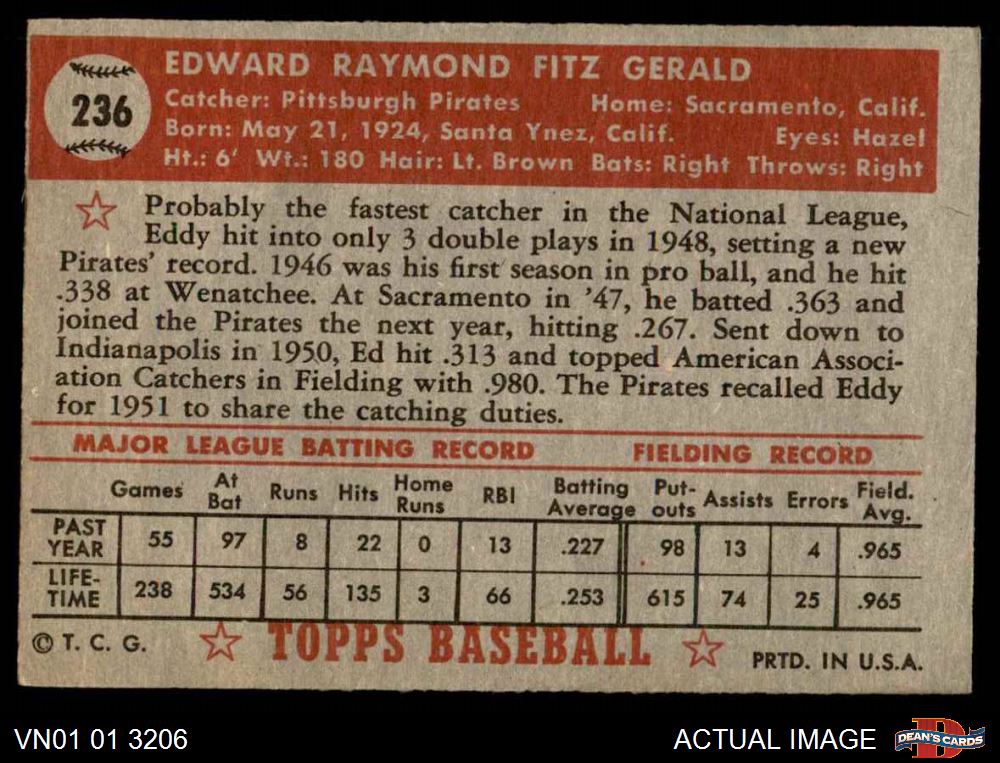 236
EDWARD RAYMOND FITZ GERALD
Catcher: Pittsburgh Pirates Home: Sacramento, Calif.
Born: May 21, 1924, Santa Ynez, Calif. Eyes: Hazel
Ht.: 6' Wt.: 180 Hair: Lt. Brown Bats: Right Throws: Right
Probably the fastest catcher in the National League,
Eddy hit into only 3 double plays in 1948, setting a new
Pirates' record. 1946 was his first season in pro ball, and he hit
.338 at Wenatchee. At Sacramento in '47, he batted .363 and
joined the Pirates the next year, hitting .267. Sent down to
Indianapolis in 1950, Ed hit .313 and topped American Associ-
ation Catchers in Fielding with .980. The Pirates recalled Eddy
for 1951 to share the catching duties.
MAJOR LEAGUE BATTING RECORD FIELDING RECORD
Games At Bat Runs Hits Home Runs RBI Batting Average Put-outs Assists Errors Field. Avg.
PAST YEAR 55 97 8 22 0 13 .227 98 13 4 .965
LIFE-TIME 238 534 56 135 3 66 .253 615 74 25 .965
© T. C. G. TOPPS BASEBALL PRTD. IN U.S.A.
VN01 01 3206 ACTUAL IMAGE DEAN'S CARDS